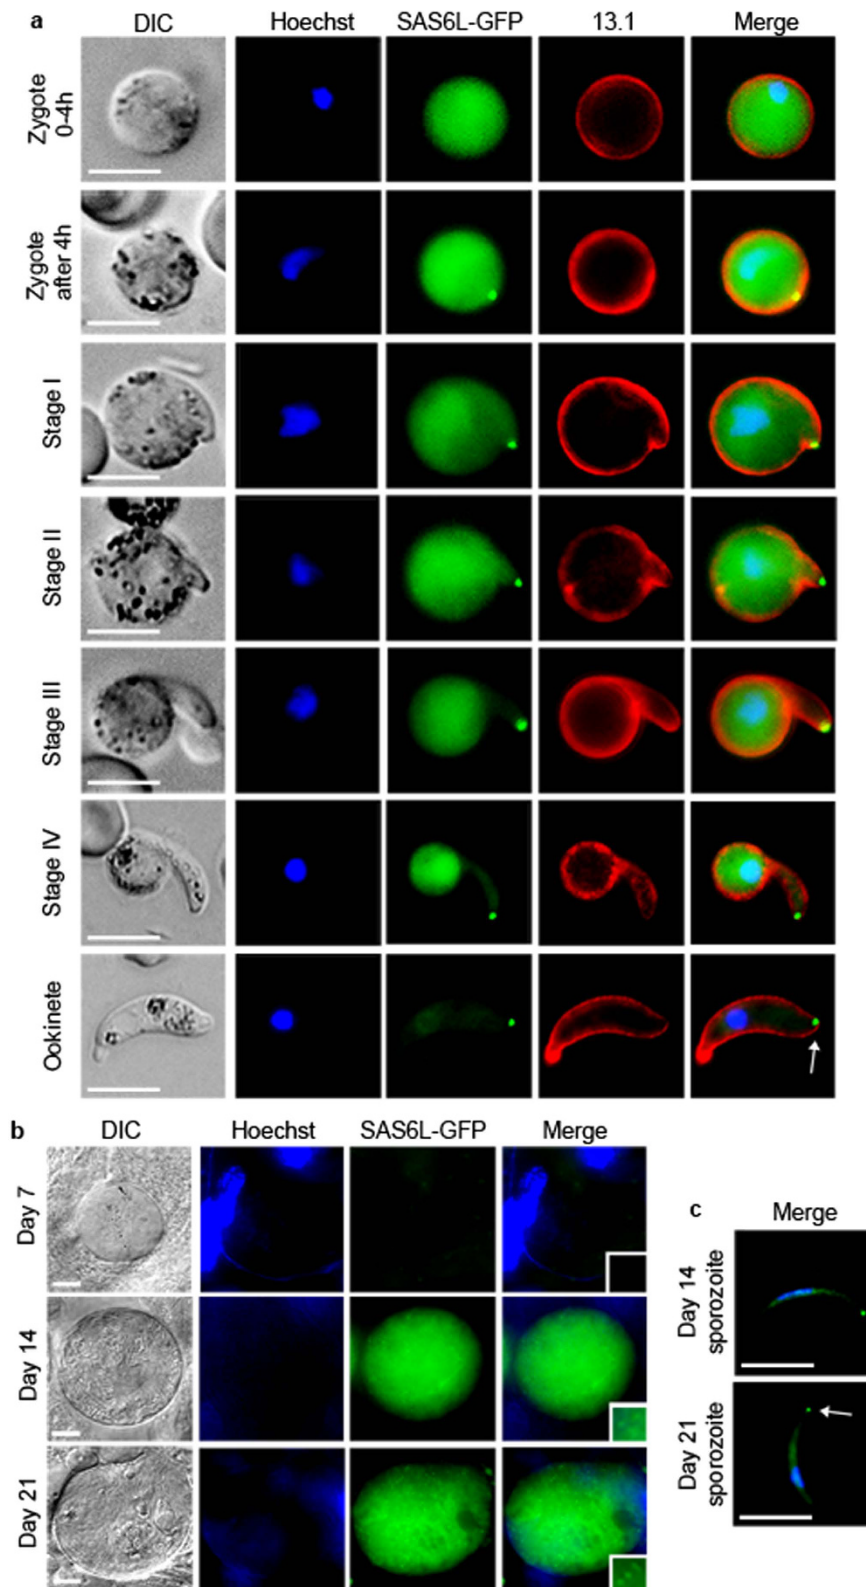 a
DIC Hoechst SAS6L-GFP 13.1 Merge
Zygote
0-4h
Zygote
after 4h
Stage I
Stage II
Stage III
Stage IV
Ookinete
b
DIC Hoechst SAS6L-GFP Merge
Day 7
Day 14
Day 21
c
Merge
Day 14
sporozoite
Day 21
sporozoite